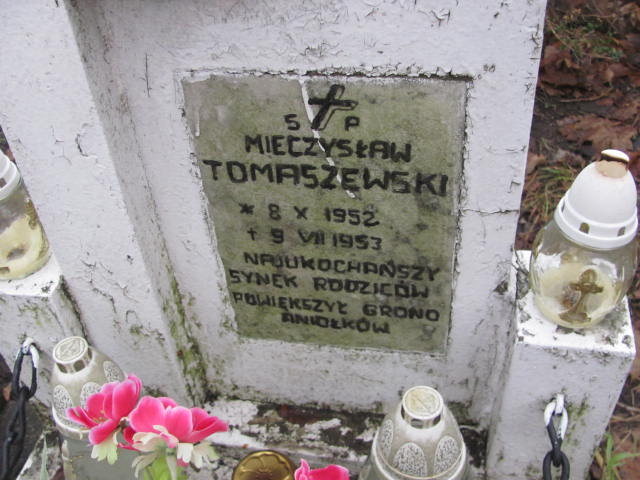 S P
MIECZYSŁAW
TOMASZEWSKI
* 8 X 1952
† 9 VII 1953
NAJUKOCHAŃSZY
SYNEK RODZICÓW
POWIĘKSZYŁ GRONO
ANIOŁKÓW